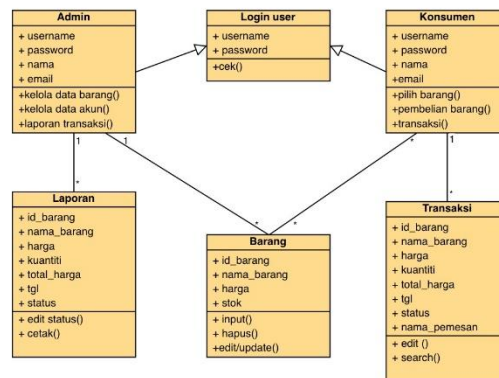 Admin
+ username
+ password
+ nama
+ email
+kelola data barang()
+kelola data akun()
+laporan transaksi()
Login user
+ username
+ password
+cek()
Konsumen
+ username
+ password
+ nama
+email
+pilih barang()
+pembelian barang()
+transaksi()
1
1
*
1
*
*
*
*
Laporan
+ id_barang
+ nama_barang
+ harga
+ kuantiti
+ total_harga
+ tgl
+ status
+ edit status()
+ cetak()
Barang
+ id_barang
+ nama_barang
+ harga
+ stok
+ input()
+ hapus()
+edit/update()
Transaksi
+ id_barang
+ nama_barang
+ harga
+ kuantiti
+ total_harga
+ tgl
+ status
+ nama_pemesan
+ edit ()
+ search()